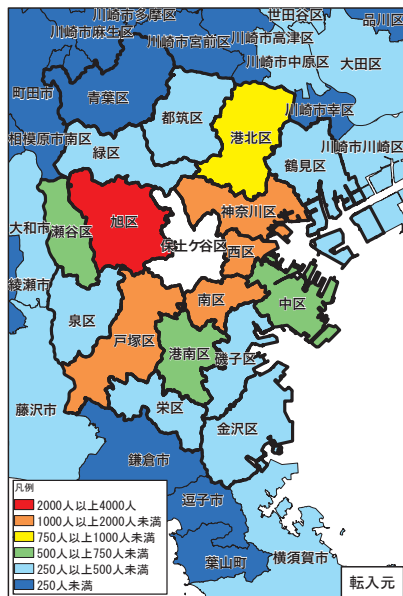 川崎市多摩区
世田谷区
品川区
川崎市麻生区
川崎市宮前区
川崎市高津区
川崎市中原区
大田区
町田市
青葉区
都筑区
港北区
川崎市幸区
相模原市南区
緑区
鶴見区
川崎市川崎区
旭区
神奈川区
大和市
瀬谷区
保土ケ谷区
西区
綾瀬市
泉区
南区
中区
戸塚区
港南区
磯子区
藤沢市
栄区
金沢区
鎌倉市
逗子市
葉山町
横須賀市
凡例
2000人以上4000人
1000人以上2000人未満
750人以上1000人未満
500人以上750人未満
250人以上500人未満
250人未満
転入元